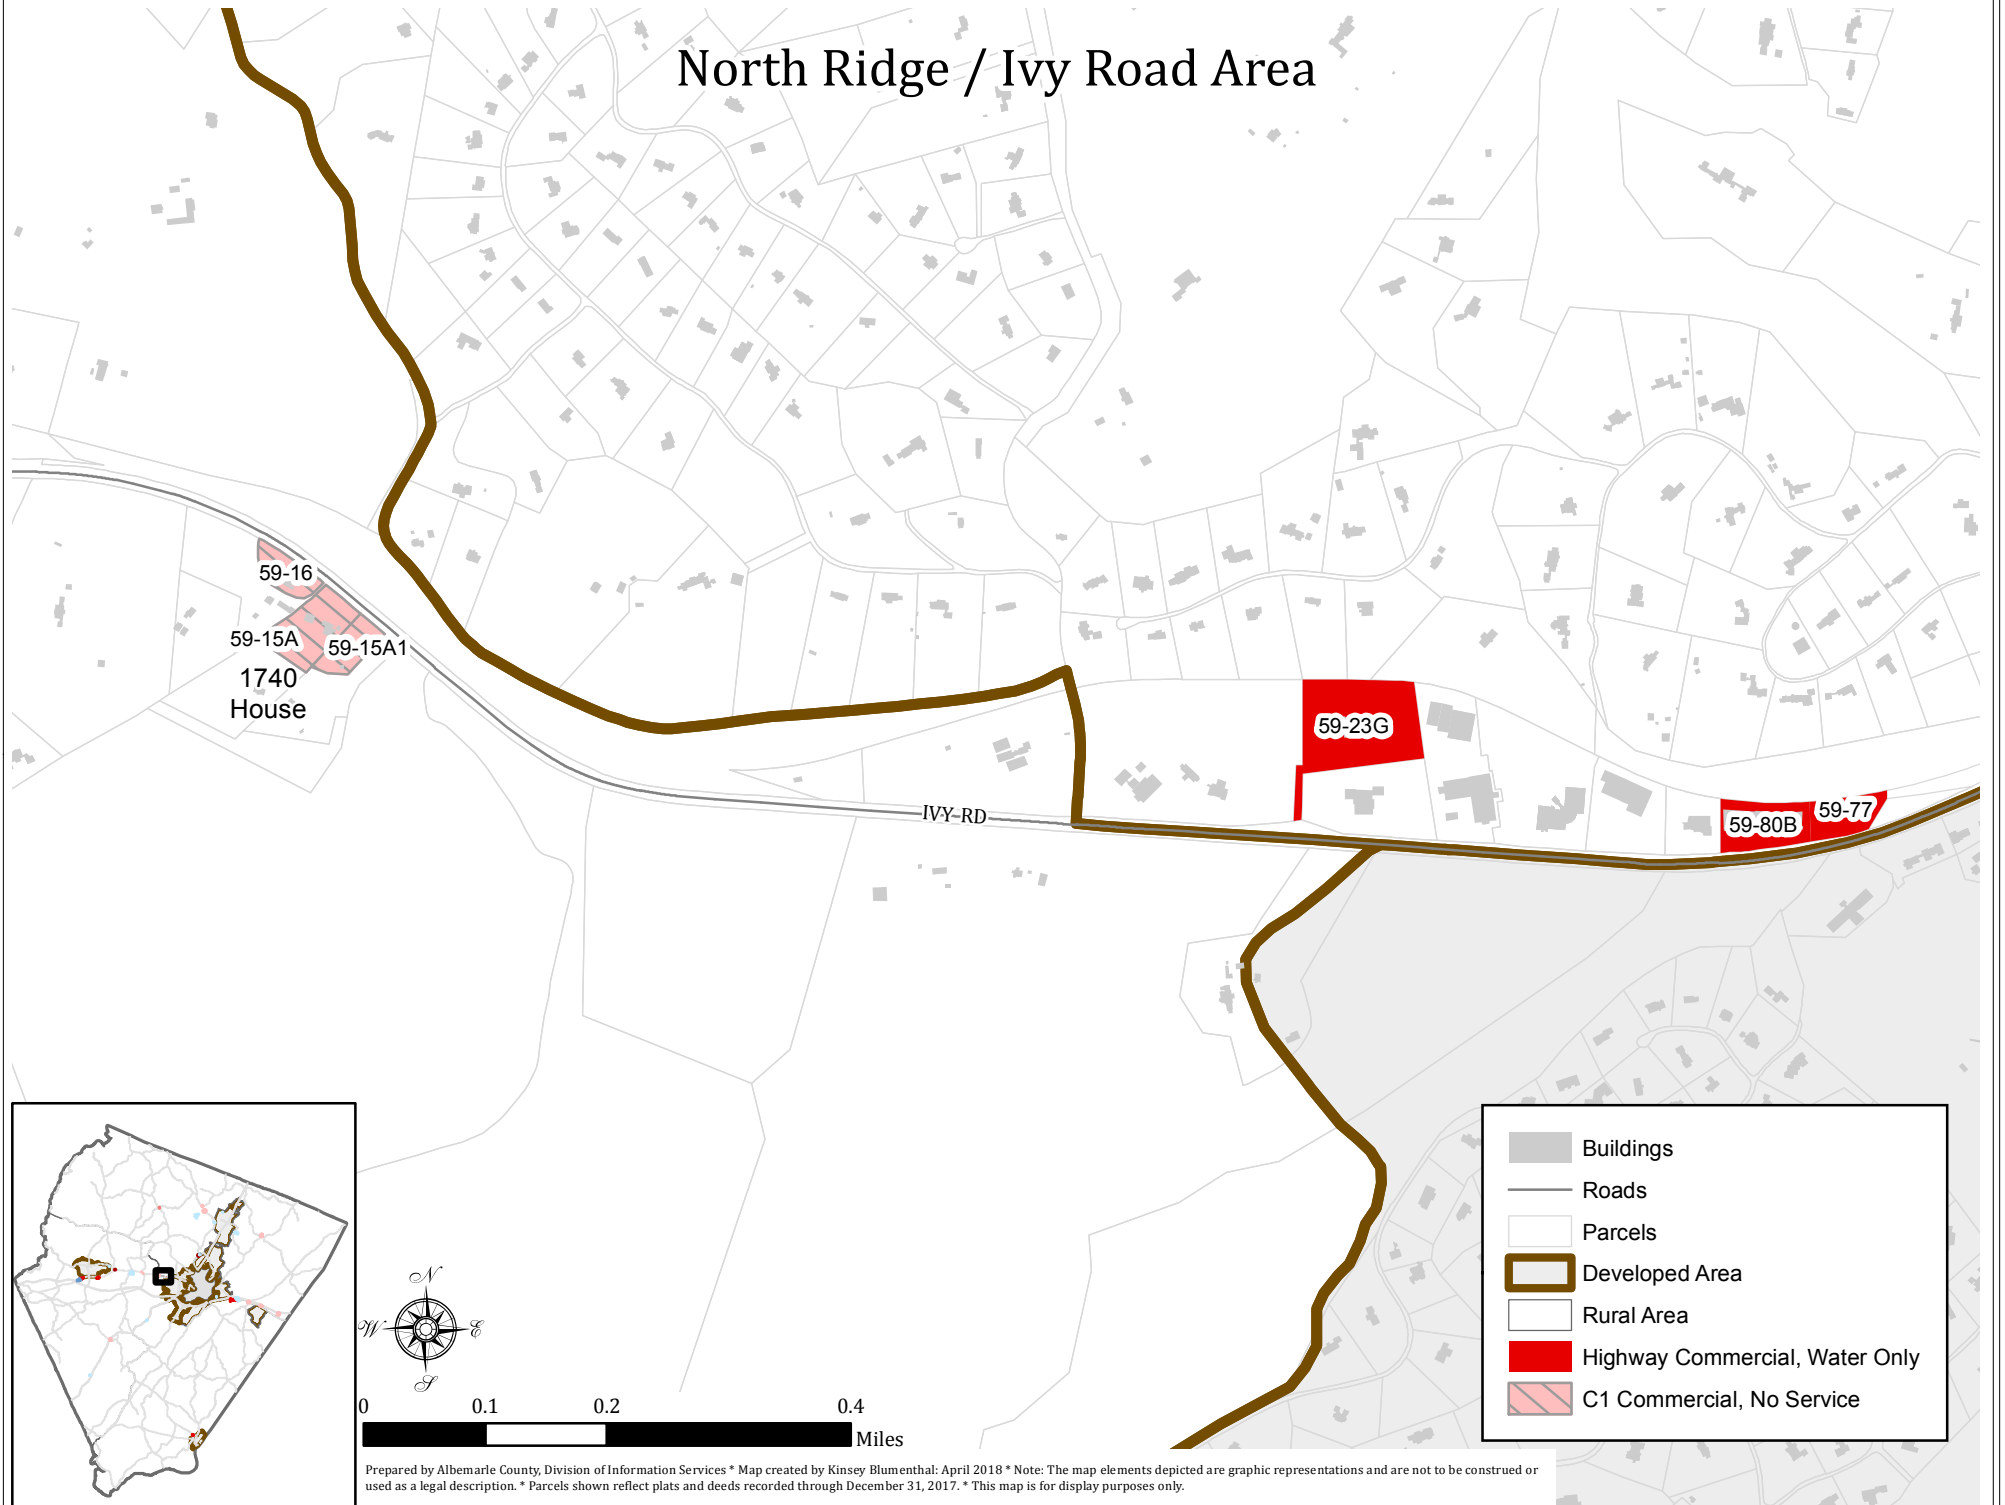 North Ridge / Ivy Road Area
59-16
59-15A
59-15A1
1740
House
59-23G
59-80B
59-77
IVY RD
N
W
E
S
0
0.1
0.2
0.4
Miles
Buildings
Roads
Parcels
Developed Area
Rural Area
Highway Commercial, Water Only
C1 Commercial, No Service
Prepared by Albemarle County, Division of Information Services * Map created by Kinsey Blumenthal: April 2018 * Note: The map elements depicted are graphic representations and are not to be construed or
used as a legal description. * Parcels shown reflect plats and deeds recorded through December 31, 2017. * This map is for display purposes only.